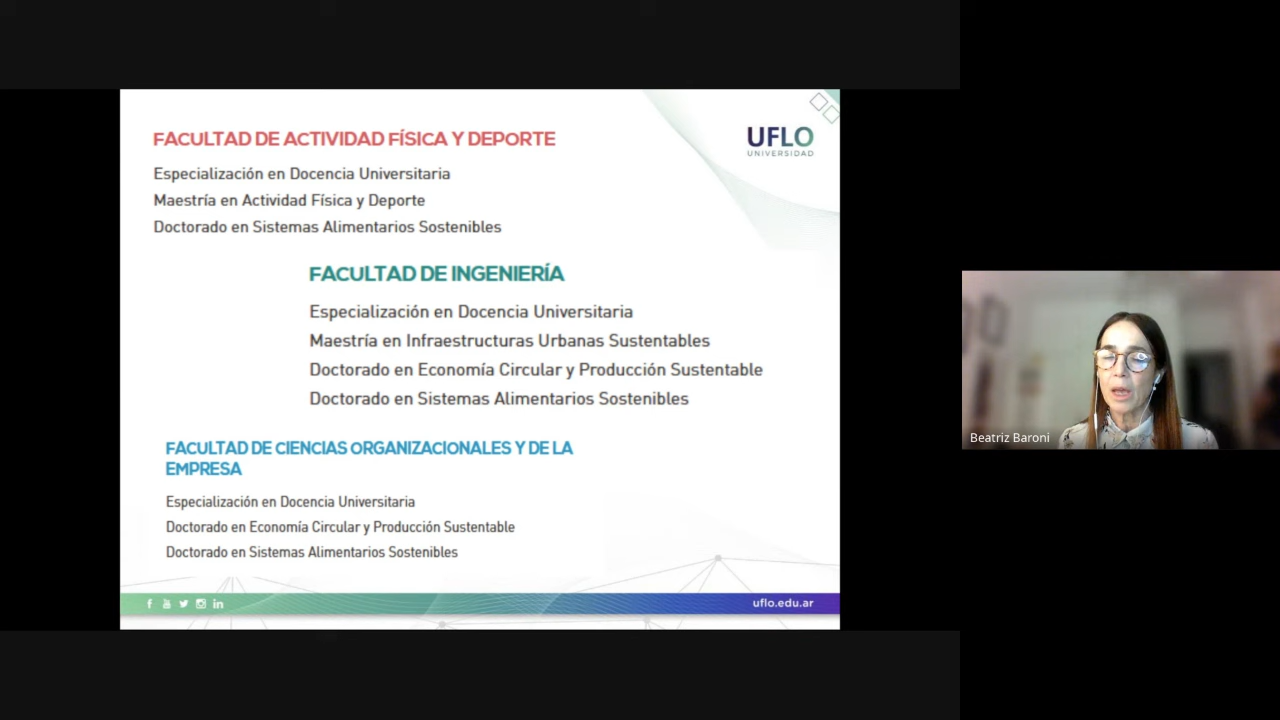 FACULTAD DE ACTIVIDAD FÍSICA Y DEPORTE
UFLO
UNIVERSIDAD
Especialización en Docencia Universitaria
Maestría en Actividad Física y Deporte
Doctorado en Sistemas Alimentarios Sostenibles
FACULTAD DE INGENIERÍA
Especialización en Docencia Universitaria
Maestría en Infraestructuras Urbanas Sustentables
Doctorado en Economía Circular y Producción Sustentable
Doctorado en Sistemas Alimentarios Sostenibles
FACULTAD DE CIENCIAS ORGANIZACIONALES Y DE LA
EMPRESA
Especialización en Docencia Universitaria
Doctorado en Economía Circular y Producción Sustentable
Doctorado en Sistemas Alimentarios Sostenibles
uflo.edu.ar
Beatriz Baroni